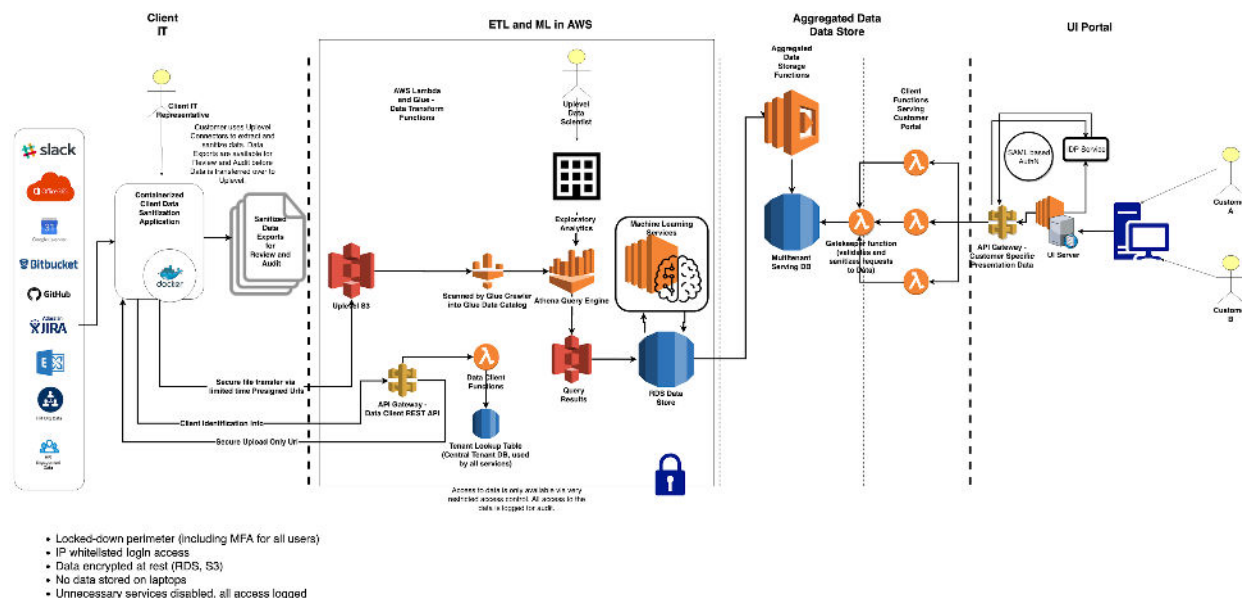 Client
IT
ETL and ML in AWS
Aggregated Data
Data Store
UI Portal
Client IT
Representative
Customer uses Uplevel
Connectors to extract and
sanitize data. Data
Exports are available for
Review and Audit before
Data is transferred over to
Uplevel.
slack
Office 365
31
Bitbucket
GitHub
Atlassian
JIRA
Containerized
Client Data
Sanitization
Application
docker
Sanitized
Data
Exports for
Review and
Audit
AWS Lambda
and Glue -
Data Transform
Functions
Uplevel
Data
Scientist
Exploratory
Analytics
Uplevel S3
Scanned by Glue Crawler
into Glue Data Catalog
Athena Query Engine
Machine Learning
Services
Query
Results
RDS Data
Store
Secure file transfer via
limited time Presigned Urls
Client Identification Info
Secure Upload Only Url
API Gateway -
Data Client REST API
Data Client
Functions
Tenant Lookup Table
(Central Tenant DB, used
by all services)
Access to data is only available via very
restricted access control. All access to the
data is logged for audit.
Aggregated
Data
Storage
Functions
Multitenant
Serving DB
Client
Functions
Serving
Customer
Portal
Gatekeeper function
(validates and
sanitizes requests
to Data)
SAML based
AuthN
IDP Service
API Gateway -
Customer Specific
Presentation Data
UI Server
Custome
A
Custome
B
• Locked-down perimeter (including MFA for all users)
• IP whitelisted login access
• Data encrypted at rest (RDS, S3)
• No data stored on laptops
• Unnecessary services disabled, all access logged